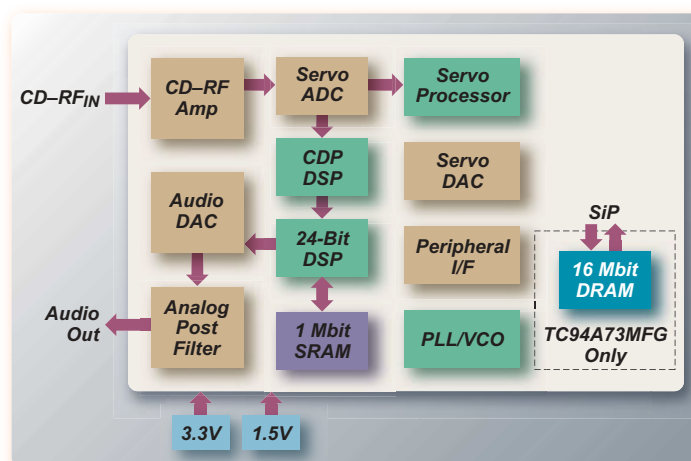 CD–RFIN
CD–RF
Amp
Servo
ADC
Servo
Processor
CDP
DSP
Servo
DAC
Audio
DAC
24-Bit
DSP
Peripheral
I/F
SiP
16 Mbit
DRAM
Audio
Out
Analog
Post
Filter
1 Mbit
SRAM
PLL/VCO
TC94A73MFG
Only
3.3V
1.5V